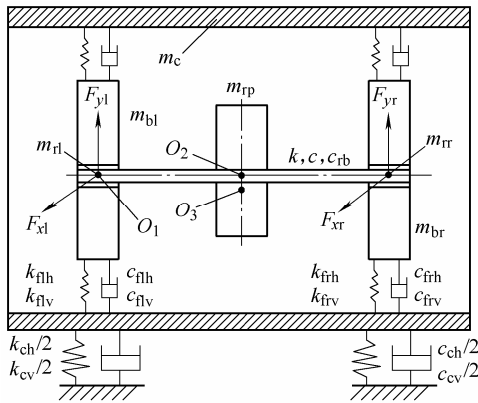 m_c
F_yl
m_bl
m_rp
F_yr
m_rl
O_2
k, c, c_rb
m_rr
F_xl
O_1
O_3
F_xr
m_br
k_flh
c_flh
k_frh
c_frh
k_flv
c_flv
k_frv
c_frv
k_ch/2
c_ch/2
k_cv/2
c_cv/2